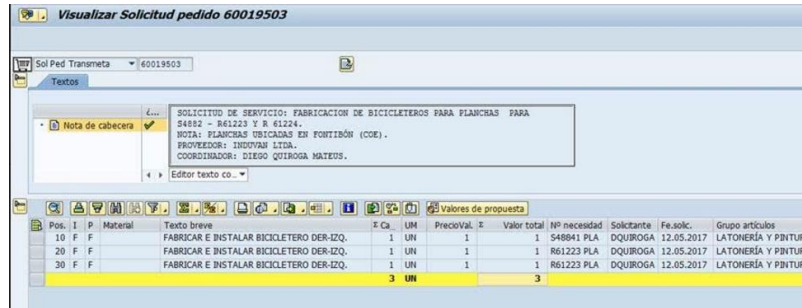 Visualizar Solicitud pedido 60019503
Sol Ped Transmeta 60019503
Textos
¿...
Nota de cabecera
SOLICITUD DE SERVICIO: FABRICACION DE BICICLETEROS PARA PLANCHAS PARA
S4882 - R61223 Y R 61224.
NOTA: PLANCHAS UBICADAS EN FONTIBÓN (COE).
PROVEEDOR: INDUVAN LTDA.
COORDINADOR: DIEGO QUIROGA MATEUS.
Editor texto co...
Valores de propuesta
Pos. I P Material Texto breve Σ Ca... UM PrecioVal. Σ Valor total Nº necesidad Solicitante Fe.solic. Grupo artículos
10 F F FABRICAR E INSTALAR BICICLETERO DER-IZQ. 1 UN 1 1 S48841 PLA DQUIROGA 12.05.2017 LATONERÍA Y PINTUR
20 F F FABRICAR E INSTALAR BICICLETERO DER-IZQ. 1 UN 1 1 R61223 PLA DQUIROGA 12.05.2017 LATONERÍA Y PINTUR
30 F F FABRICAR E INSTALAR BICICLETERO DER-IZQ. 1 UN 1 1 R61223 PLA DQUIROGA 12.05.2017 LATONERÍA Y PINTUR
3 UN 3